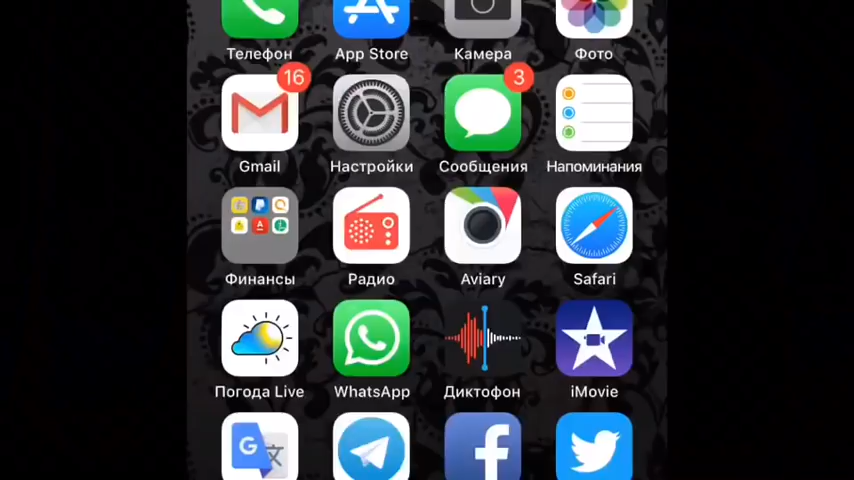 Телефон App Store Камера Фото
16 3
Gmail Настройки Сообщения Напоминания
Финансы Радио Aviary Safari
Погода Live WhatsApp Диктофон iMovie
G 文